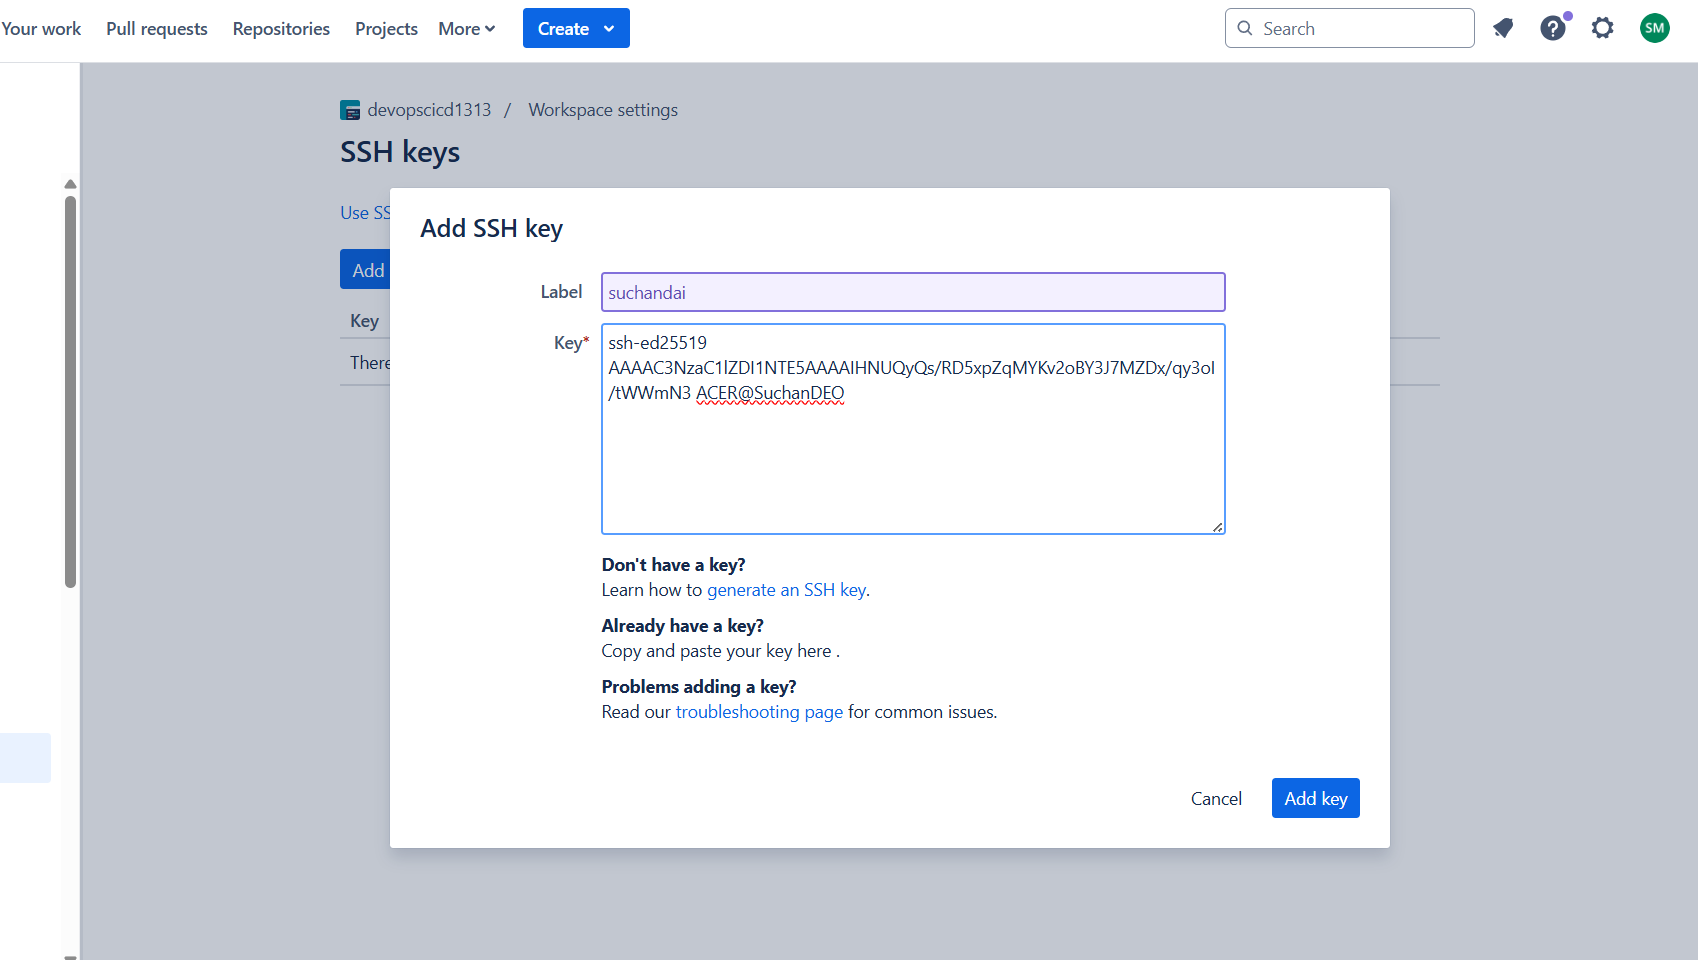 Your work Pull requests Repositories Projects More Create Search SM
devopscicd1313 / Workspace settings
SSH keys
Use SS
Add
Key
There
Add SSH key
Label suchandai
Key* ssh-ed25519
AAAAC3NzaC1lZDI1NTE5AAAAIHNUQyQs/RD5xpZqMYKv2oBY3J7MZDx/qy3oI
/tWWmN3 ACER@SuchanDEO
Don't have a key?
Learn how to generate an SSH key.
Already have a key?
Copy and paste your key here .
Problems adding a key?
Read our troubleshooting page for common issues.
Cancel Add key